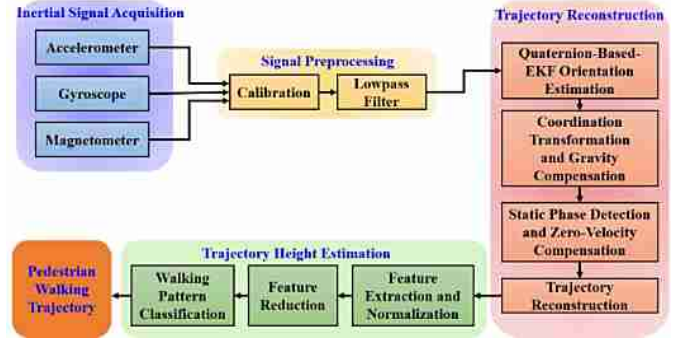 Inertial Signal Acquisition
Accelerometer
Gyroscope
Magnetometer
Signal Preprocessing
Calibration
Lowpass
Filter
Trajectory Reconstruction
Quaternion-Based-
EKF Orientation
Estimation
Coordination
Transformation
and Gravity
Compensation
Static Phase Detection
and Zero-Velocity
Compensation
Trajectory
Reconstruction
Trajectory Height Estimation
Feature
Extraction and
Normalization
Feature
Reduction
Walking
Pattern
Classification
Pedestrian
Walking
Trajectory